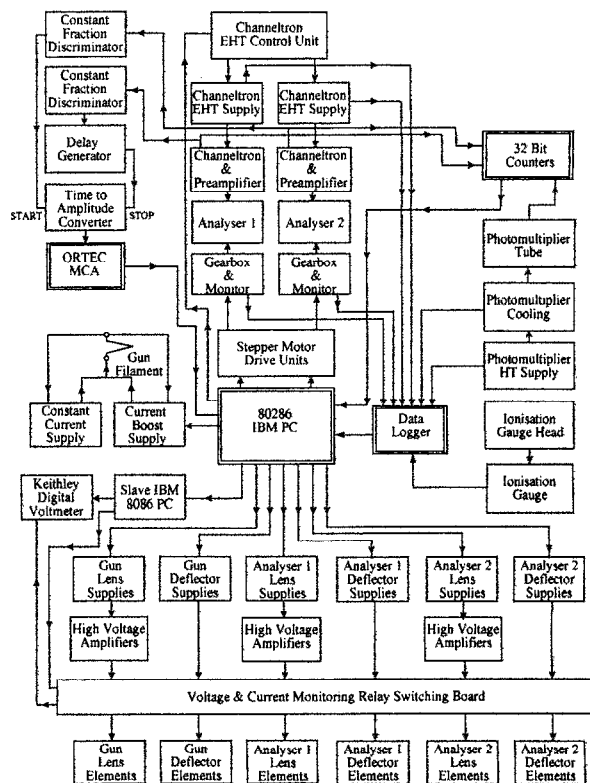 Constant
Fraction
Discriminator
Channeltron
EHT Control Unit
Constant
Fraction
Discriminator
Channeltron
EHT Supply
Channeltron
EHT Supply
Delay
Generator
32 Bit
Counters
Channeltron
&
Preamplifier
Channeltron
&
Preamplifier
START
Time to
Amplitude
Converter
STOP
Analyser 1
Analyser 2
Photomultiplier
Tube
ORTEC
MCA
Gearbox
& Monitor
Gearbox
& Monitor
Photomultiplier
Cooling
Gun
Filament
Stepper Motor
Drive Units
Photomultiplier
HT Supply
Constant
Current
Supply
Current
Boost
Supply
80286
IBM PC
Data
Logger
Ionisation
Gauge Head
Keithley
Digital
Voltmeter
Slave IBM
8086 PC
Ionisation
Gauge
Gun
Lens
Supplies
Gun
Deflector
Supplies
Analyser 1
Lens
Supplies
Analyser 1
Deflector
Supplies
Analyser 2
Lens
Supplies
Analyser 2
Deflector
Supplies
High Voltage
Amplifiers
High Voltage
Amplifiers
High Voltage
Amplifiers
Voltage & Current Monitoring Relay Switching Board
Gun
Lens
Elements
Gun
Deflector
Elements
Analyser 1
Lens
Elements
Analyser 1
Deflector
Elements
Analyser 2
Lens
Elements
Analyser 2
Deflector
Elements